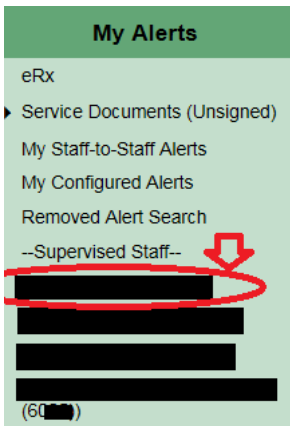 My Alerts
eRx
Service Documents (Unsigned)
My Staff-to-Staff Alerts
My Configured Alerts
Removed Alert Search
--Supervised Staff--